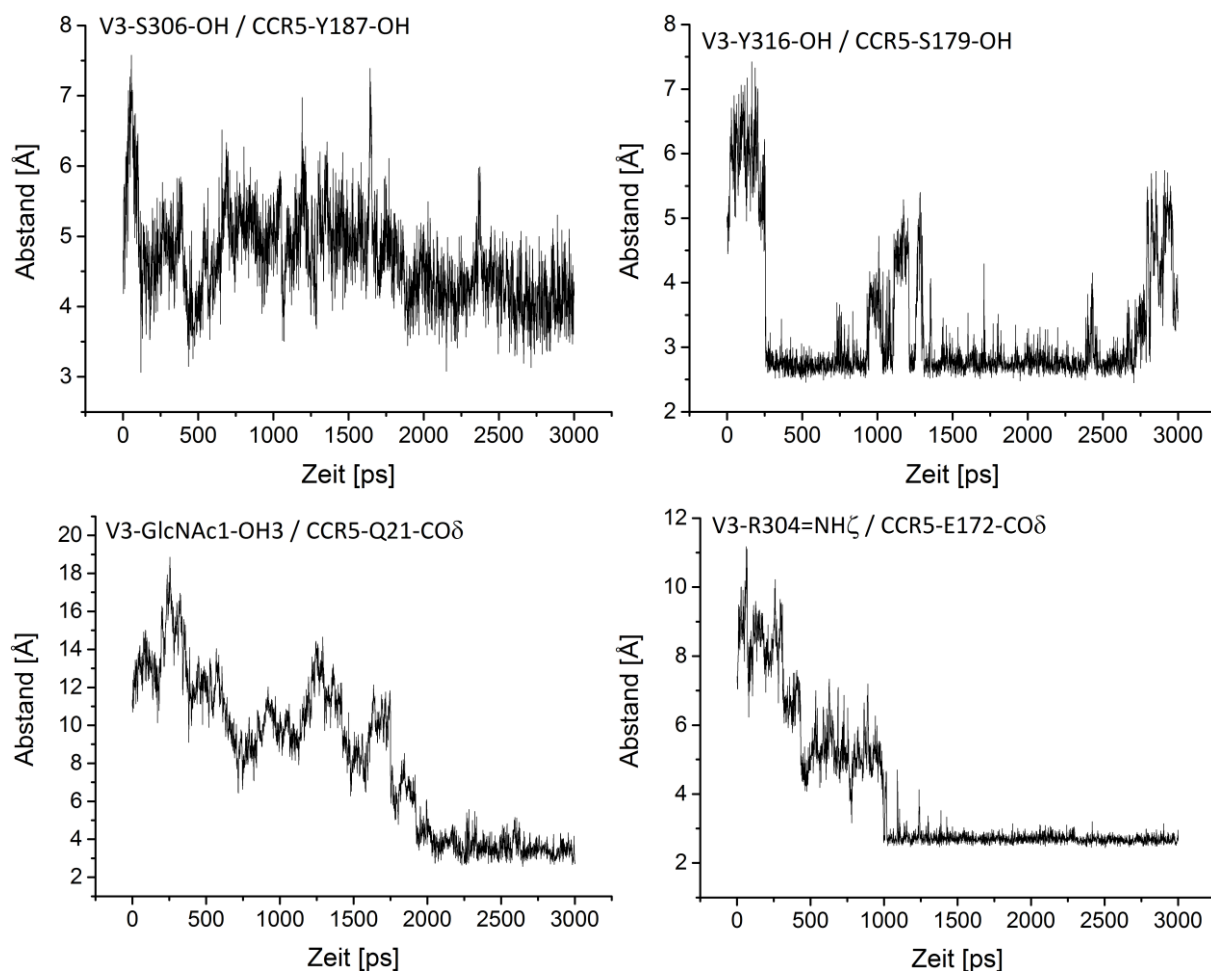 V3-S306-OH / CCR5-Y187-OH
8
7
6
5
4
3
Abstand [Å]
0 500 1000 1500 2000 2500 3000
Zeit [ps]
V3-Y316-OH / CCR5-S179-OH
8
7
6
5
4
3
2
Abstand [Å]
0 500 1000 1500 2000 2500 3000
Zeit [ps]
V3-GlcNAc1-OH3 / CCR5-Q21-COδ
20
18
16
14
12
10
8
6
4
2
Abstand [Å]
0 500 1000 1500 2000 2500 3000
Zeit [ps]
V3-R304=NHζ / CCR5-E172-COδ
12
10
8
6
4
2
Abstand [Å]
0 500 1000 1500 2000 2500 3000
Zeit [ps]